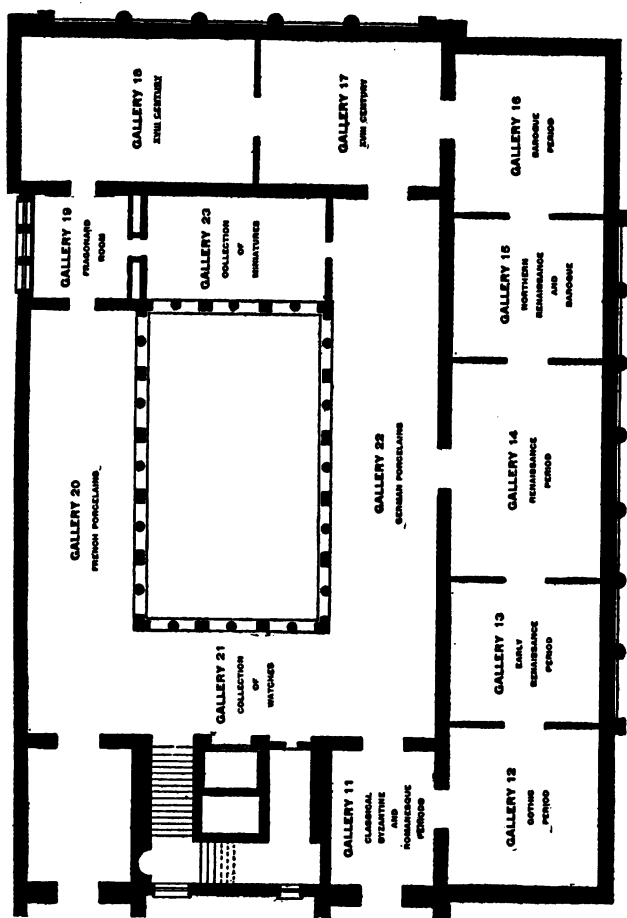 GALLERY 18
XVIII CENTURY
GALLERY 17
XVIII CENTURY
GALLERY 16
BAROQUE
PERIOD
GALLERY 19
FRAGONARD
ROOM
GALLERY 23
COLLECTION
OF
MINIATURES
GALLERY 15
NORTHERN
RENAISSANCE
AND
BAROQUE
GALLERY 20
FRENCH PORCELAINS
GALLERY 22
GERMAN PORCELAINS
GALLERY 14
RENAISSANCE
PERIOD
GALLERY 21
COLLECTION
OF
WATCHES
GALLERY 13
EARLY
RENAISSANCE
PERIOD
GALLERY 11
CLASSICAL
BYZANTINE
AND
ROMANESQUE
PERIODS
GALLERY 12
GOTHIC
PERIOD